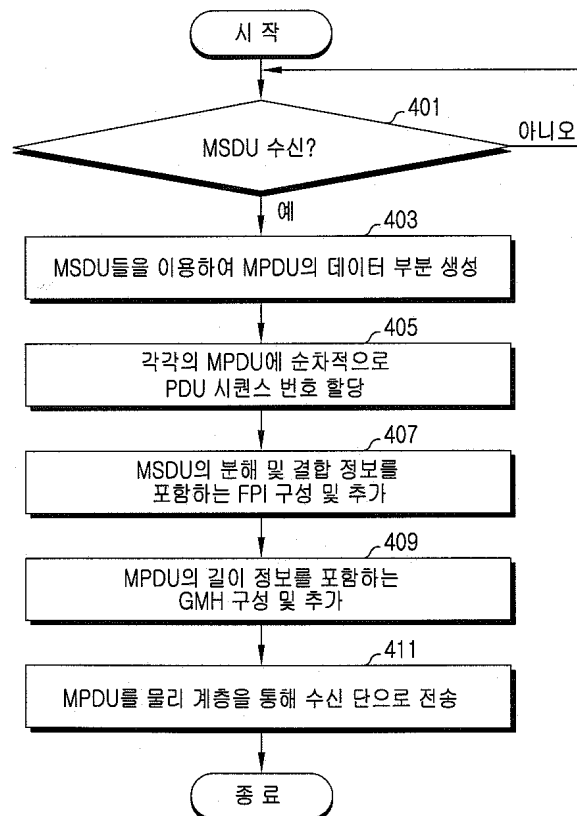 시 작
401
MSDU 수신?
아니오
예
403
MSDU들을 이용하여 MPDU의 데이터 부분 생성
405
각각의 MPDU에 순차적으로
PDU 시퀀스 번호 할당
407
MSDU의 분해 및 결합 정보를
포함하는 FPI 구성 및 추가
409
MPDU의 길이 정보를 포함하는
GMH 구성 및 추가
411
MPDU를 물리 계층을 통해 수신 단으로 전송
종 료